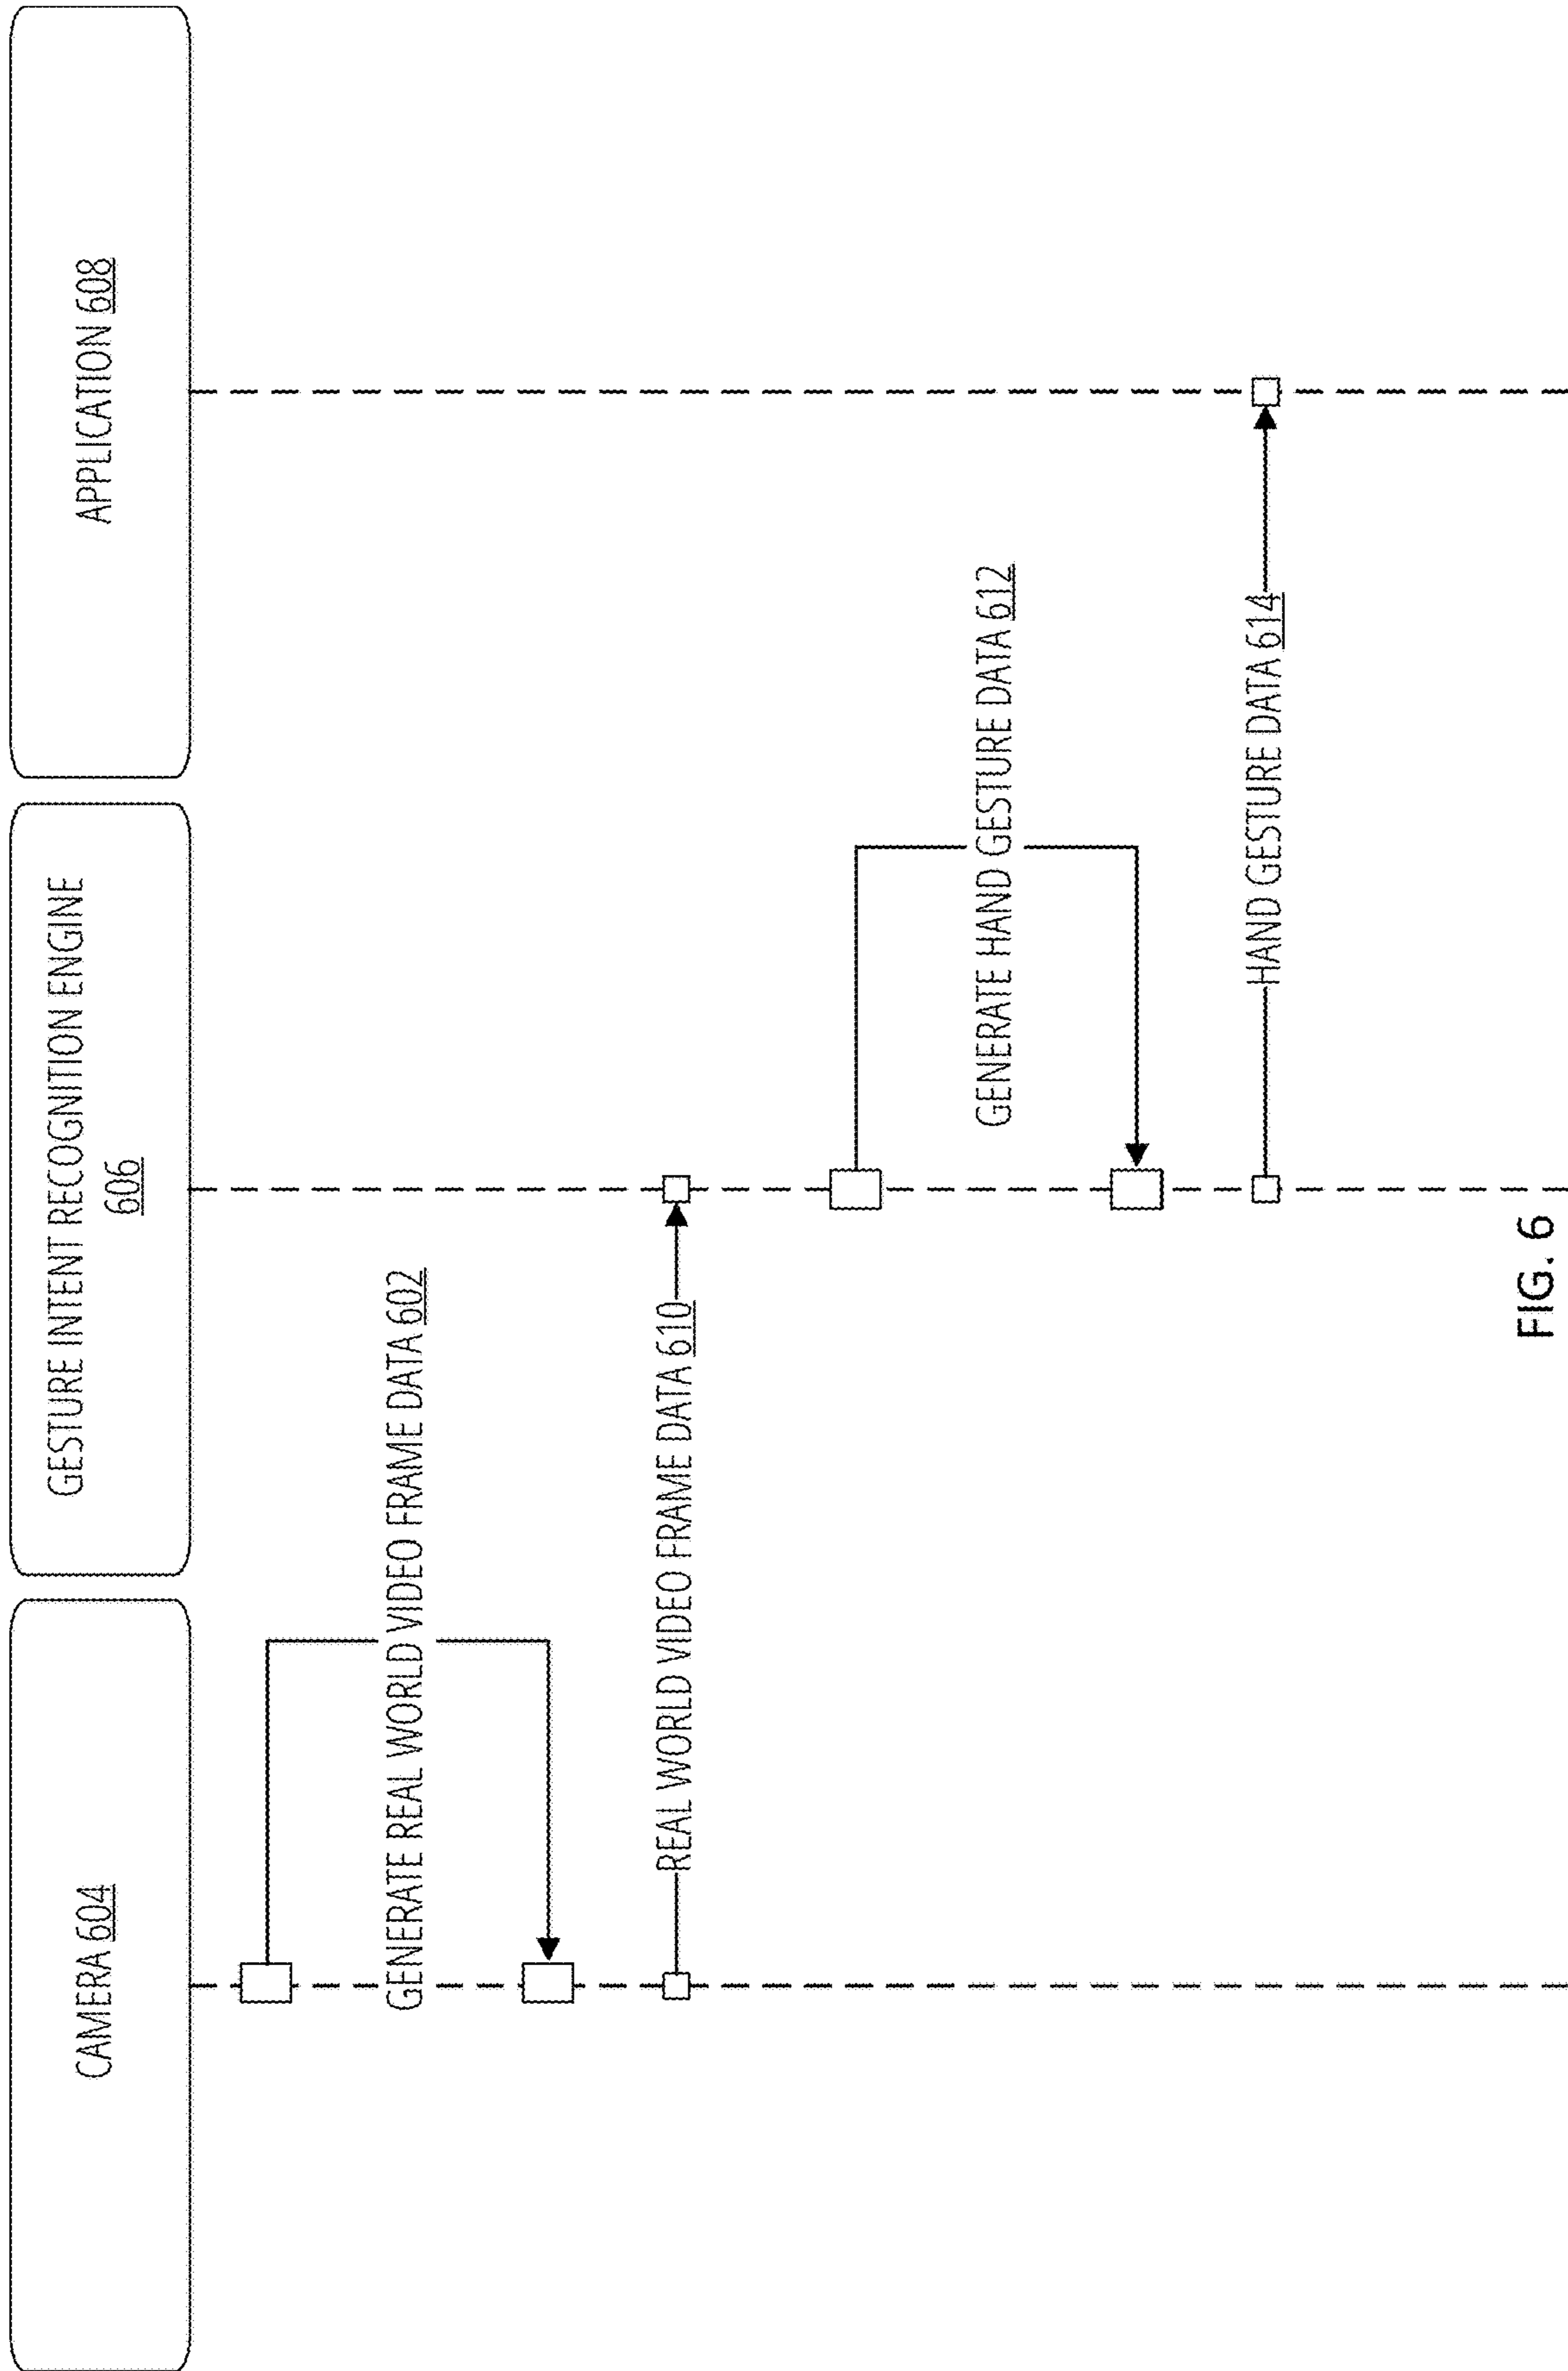 CAMERA 604
GESTURE INTENT RECOGNITION ENGINE
606
APPLICATION 608
GENERATE REAL WORLD VIDEO FRAME DATA 602
REAL WORLD VIDEO FRAME DATA 610
GENERATE HAND GESTURE DATA 612
HAND GESTURE DATA 614
FIG. 6